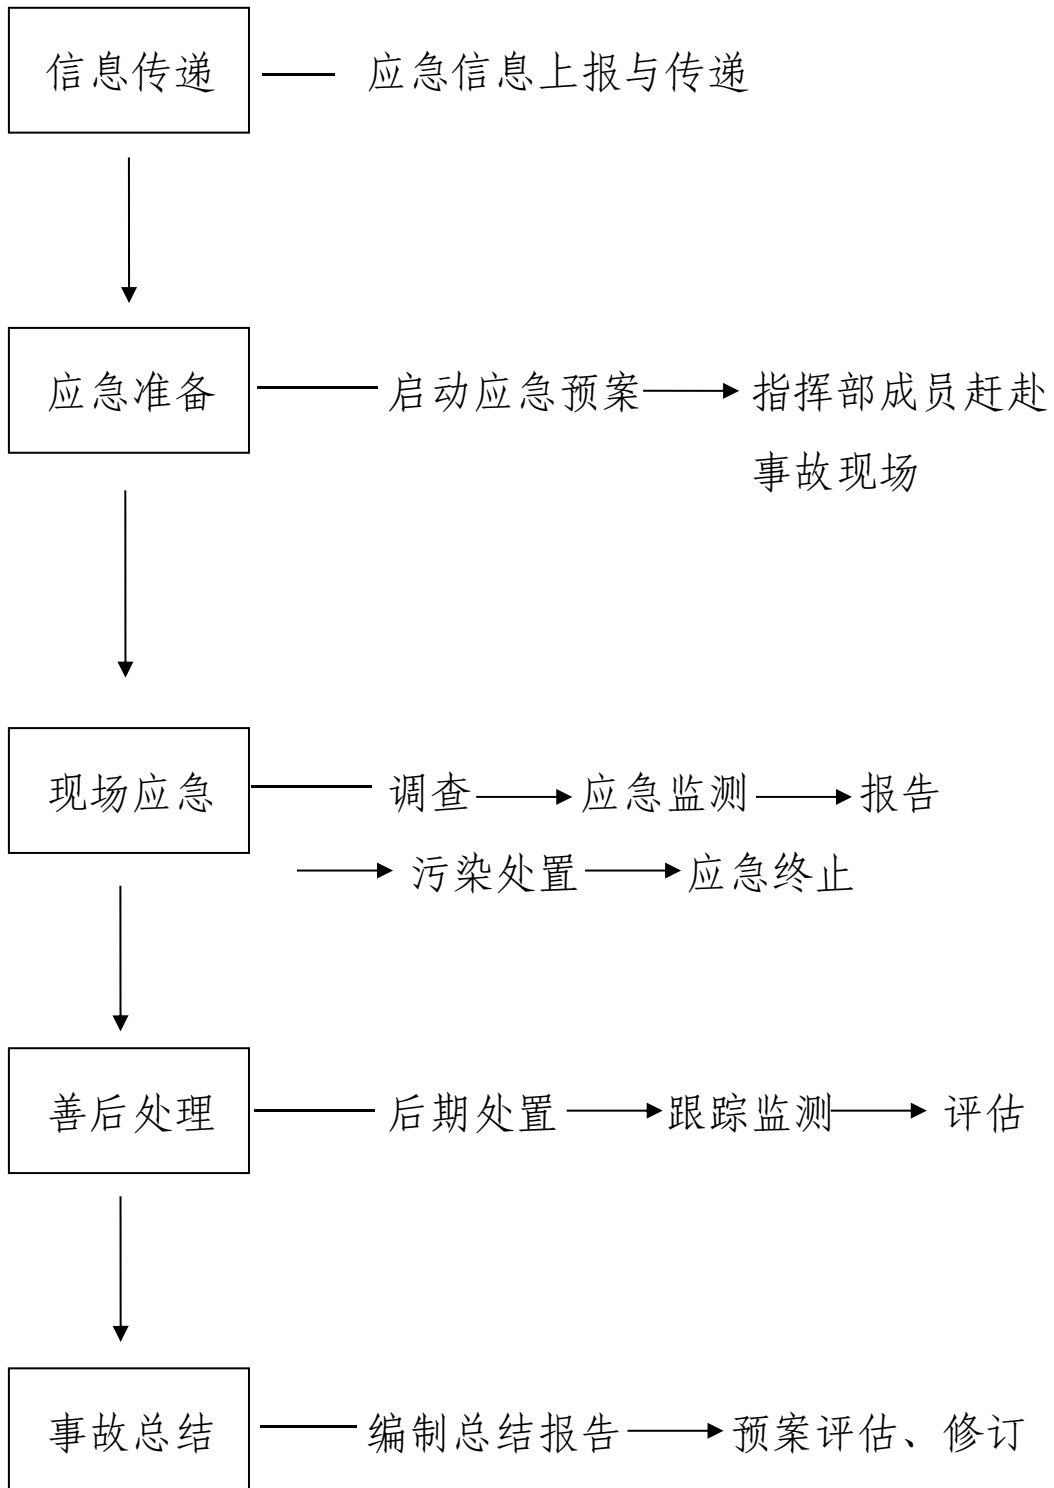 信息传递 应急信息上报与传递
应急准备 启动应急预案 指挥部成员赶赴
事故现场
现场应急 调查 应急监测 报告
污染处置 应急终止
善后处理 后期处置 跟踪监测 评估
事故总结 编制总结报告 预案评估、修订